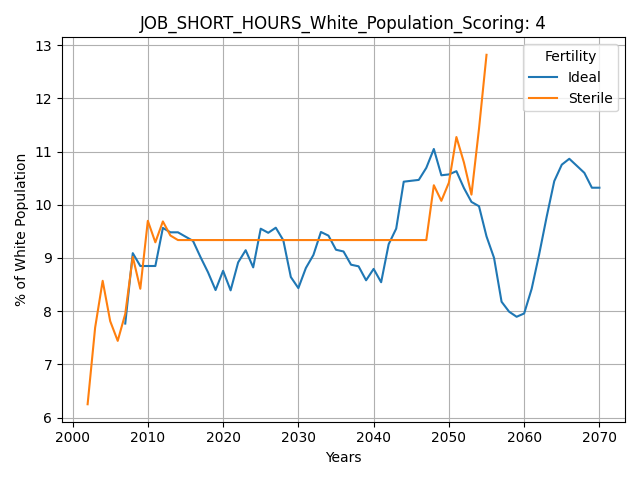 JOB_SHORT_HOURS_White_Population_Scoring: 4
Fertility
Ideal
Sterile
% of White Population
13
12
11
10
9
8
7
6
2000 2010 2020 2030 2040 2050 2060 2070
Years